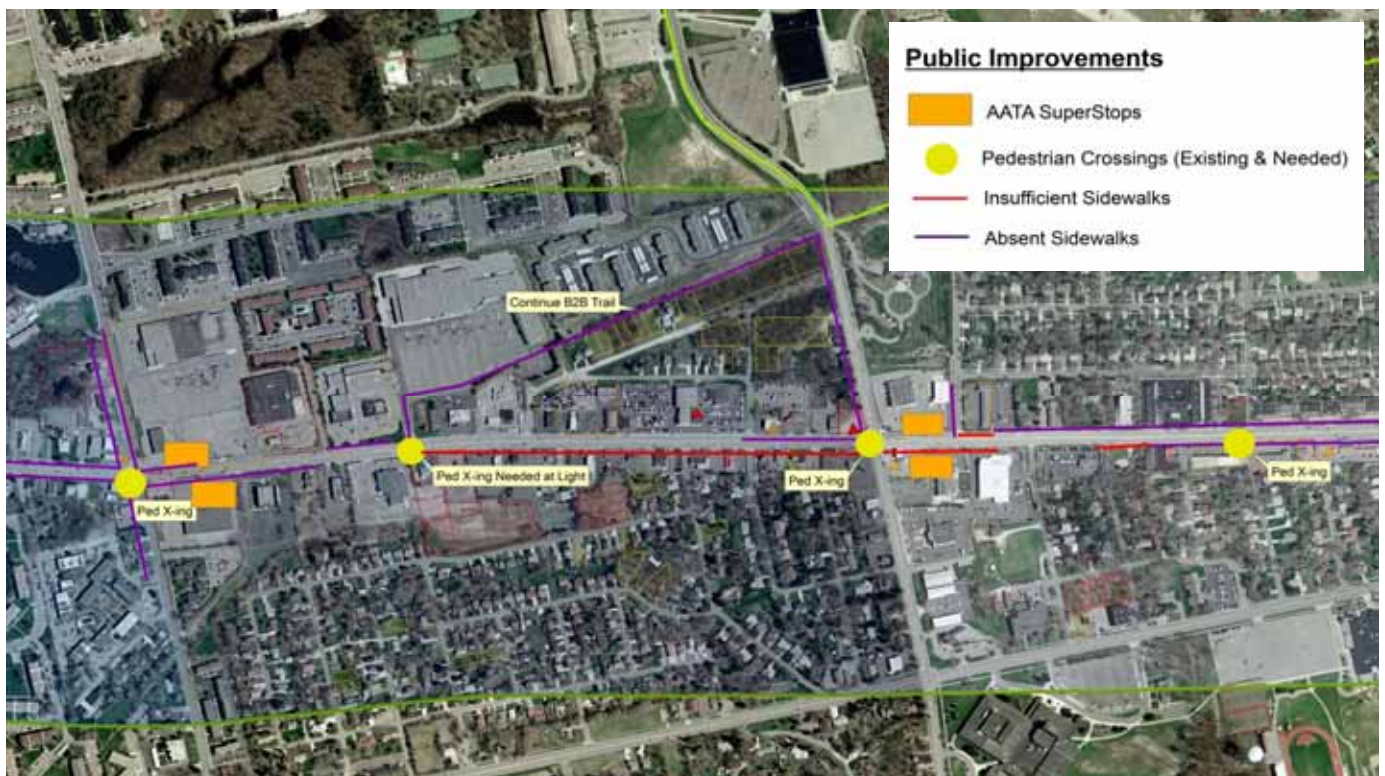 Public Improvements
AATA SuperStops
Pedestrian Crossings (Existing & Needed)
Insufficient Sidewalks
Absent Sidewalks
Continue B2B Trail
Ped X-ing Needed at Light
Ped X-ing
Ped X-ing
Ped X-ing